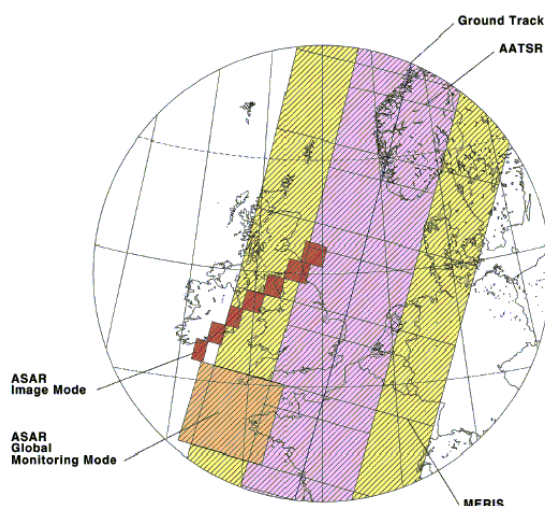 Ground Track
AATSR
ASAR
Image Mode
ASAR
Global
Monitoring Mode
MERIS